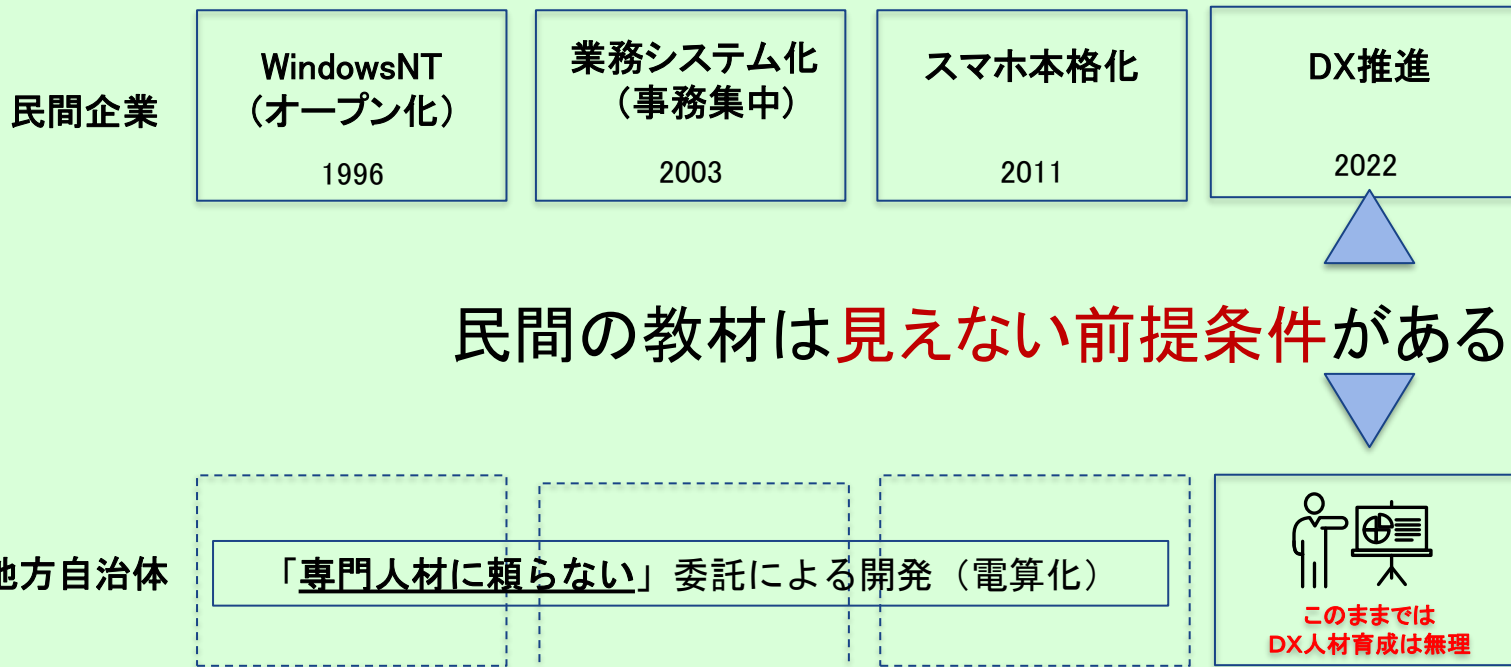 民間企業
WindowsNT
(オープン化)
1996
業務システム化
(事務集中)
2003
スマホ本格化
2011
DX推進
2022
民間の教材は見えない前提条件がある
地方自治体
「専門人材に頼らない」委託による開発（電算化）
このままでは
DX人材育成は無理